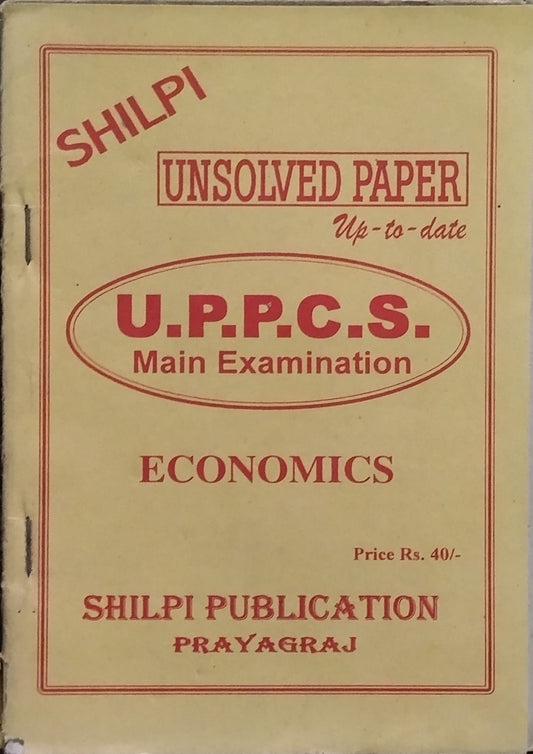 SHILPI
UNSOLVED PAPER
Up-to-date
U.P.P.C.S.
Main Examination
ECONOMICS
Price Rs. 40/-
SHILPI PUBLICATION
PRAYAGRAJ